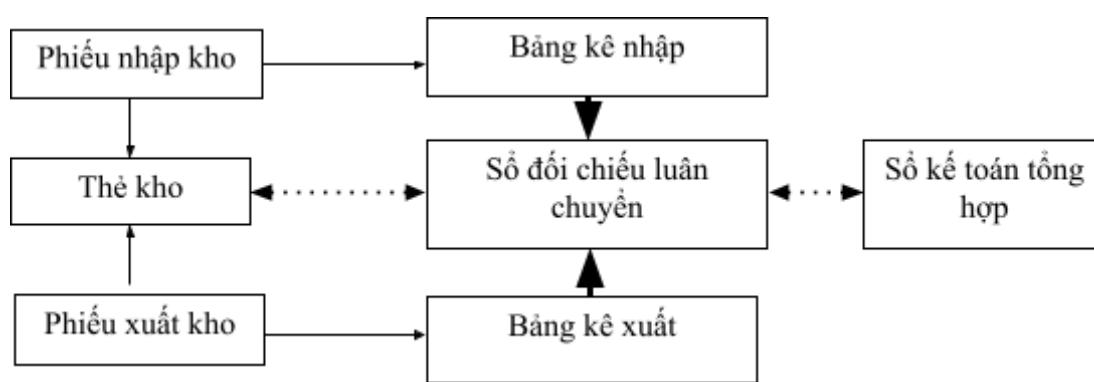 Phiếu nhập kho
Bảng kê nhập
Thẻ kho
Sổ đối chiếu luân
chuyển
Sổ kế toán tổng
hợp
Phiếu xuất kho
Bảng kê xuất